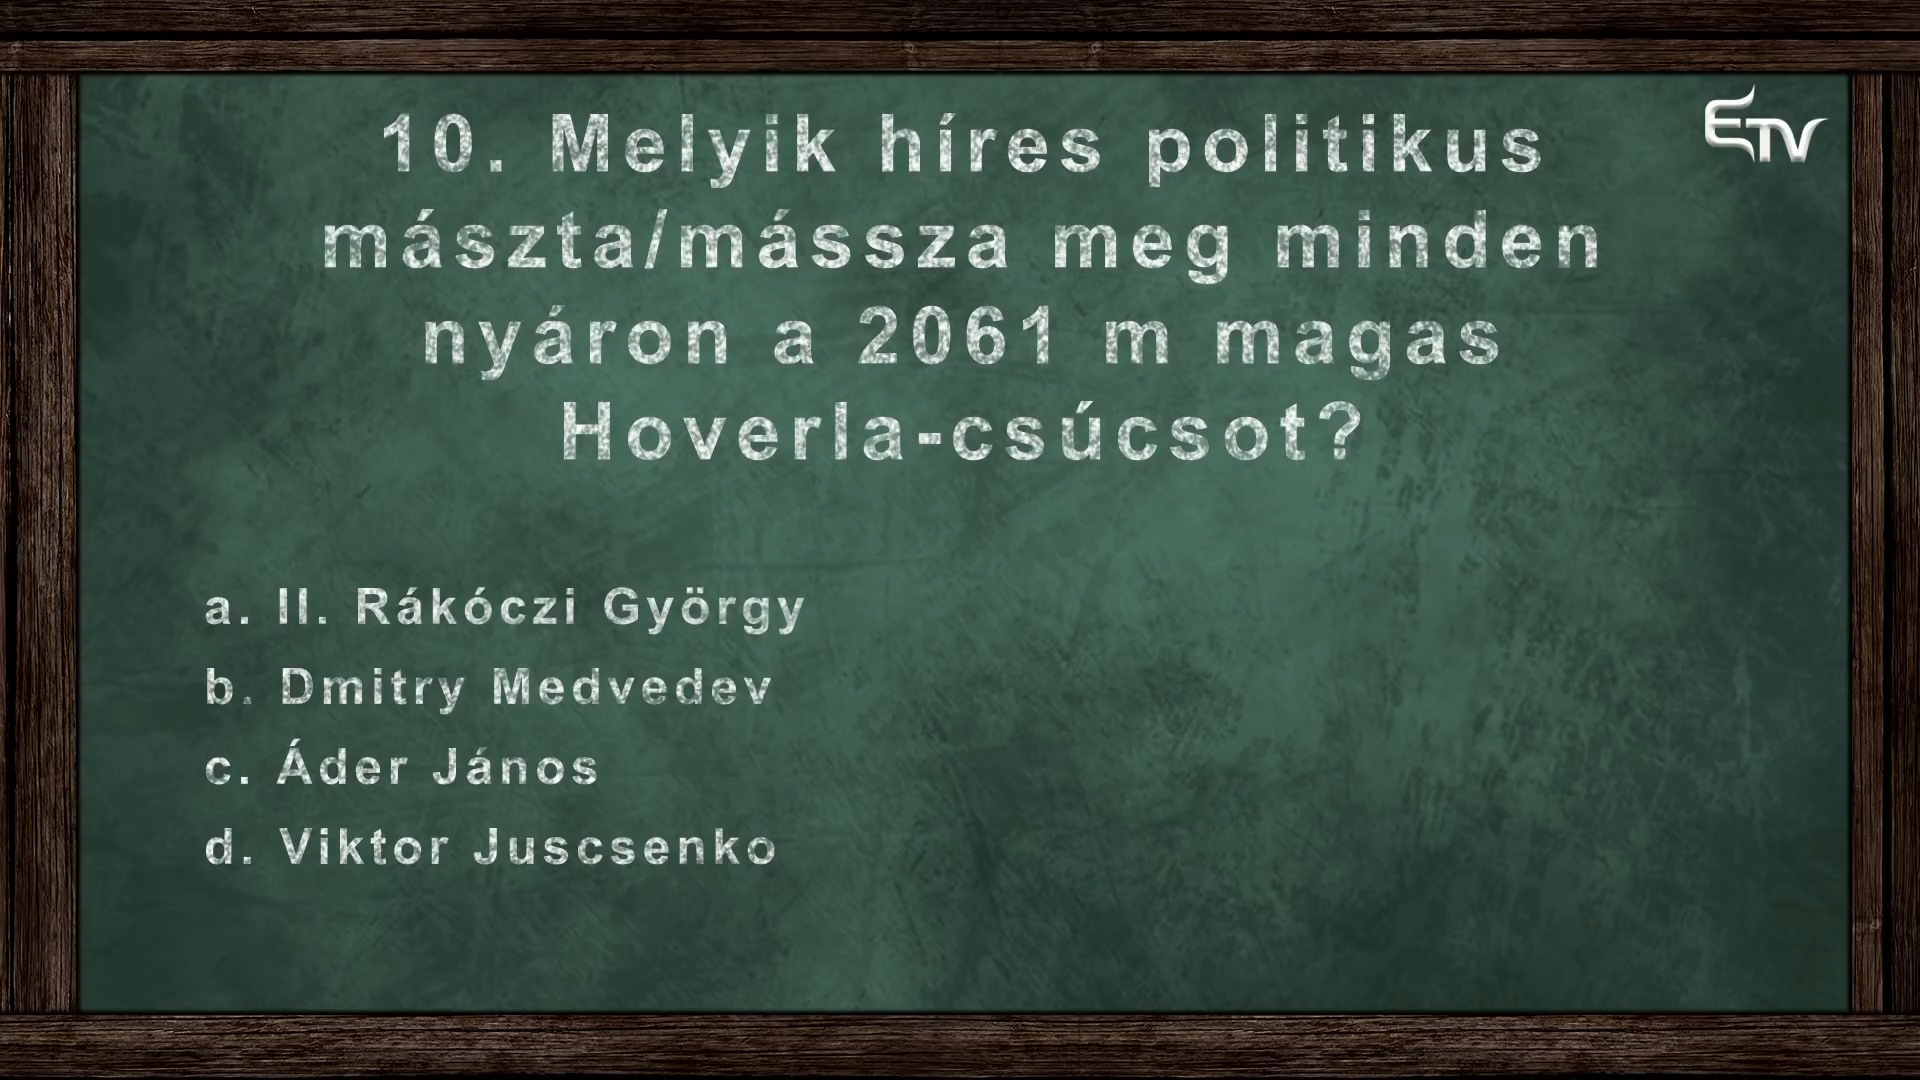 10. Melyik híres politikus
mászta/mássza meg minden
nyáron a 2061 m magas
Hoverla-csúcsot?
ETV
a. II. Rákóczi György
b. Dmitry Medvedev
c. Áder János
d. Viktor Juscsenko